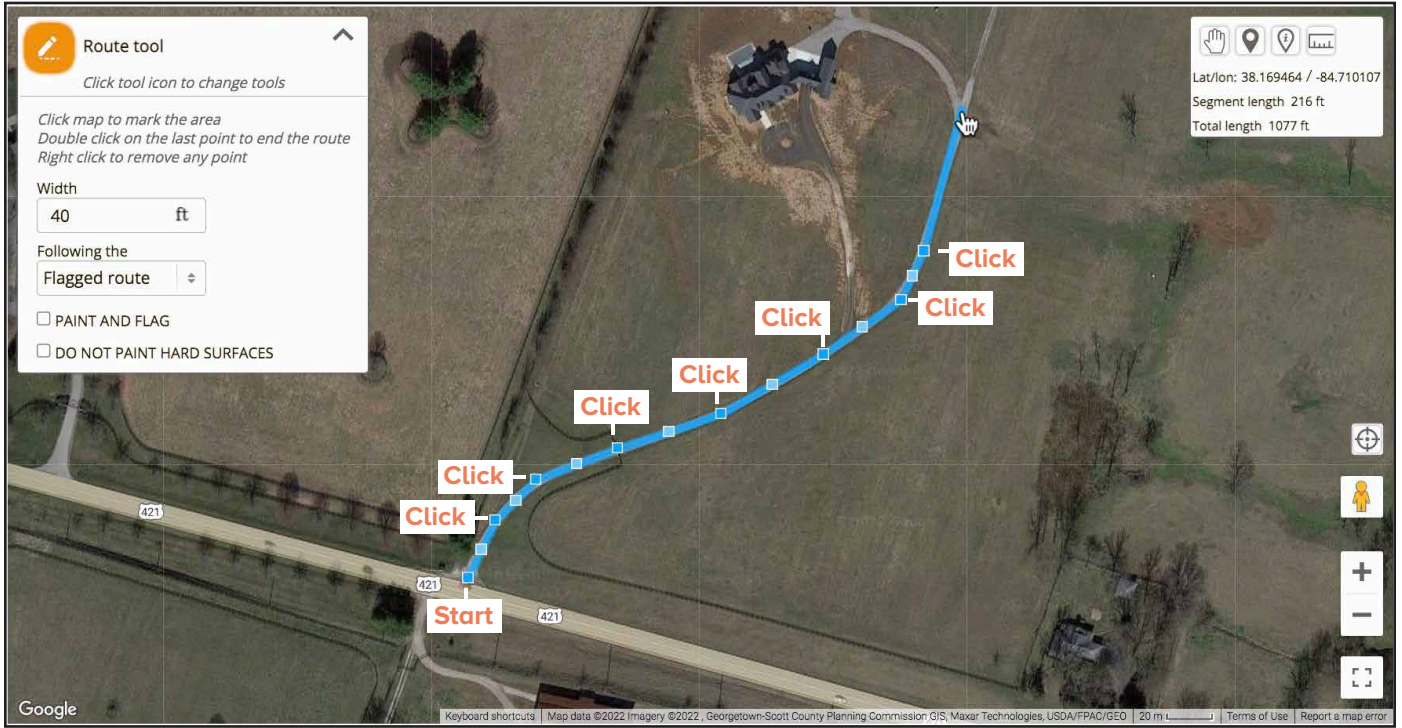 Route tool
Click tool icon to change tools
Click map to mark the area
Double click on the last point to end the route
Right click to remove any point
Width
40 ft
Following the
Flagged route
PAINT AND FLAG
DO NOT PAINT HARD SURFACES
Lat/lon: 38.169464 / -84.710107
Segment length 216 ft
Total length 1077 ft
Click
Click
Click
Click
Click
Click
Click
Start
421
421
421
Google
Keyboard shortcuts
Map data ©2022 Imagery ©2022 , Georgetown-Scott County Planning Commission GIS, Maxar Technologies, USDA/FPAC/GEO
20 m
Terms of Use
Report a map error